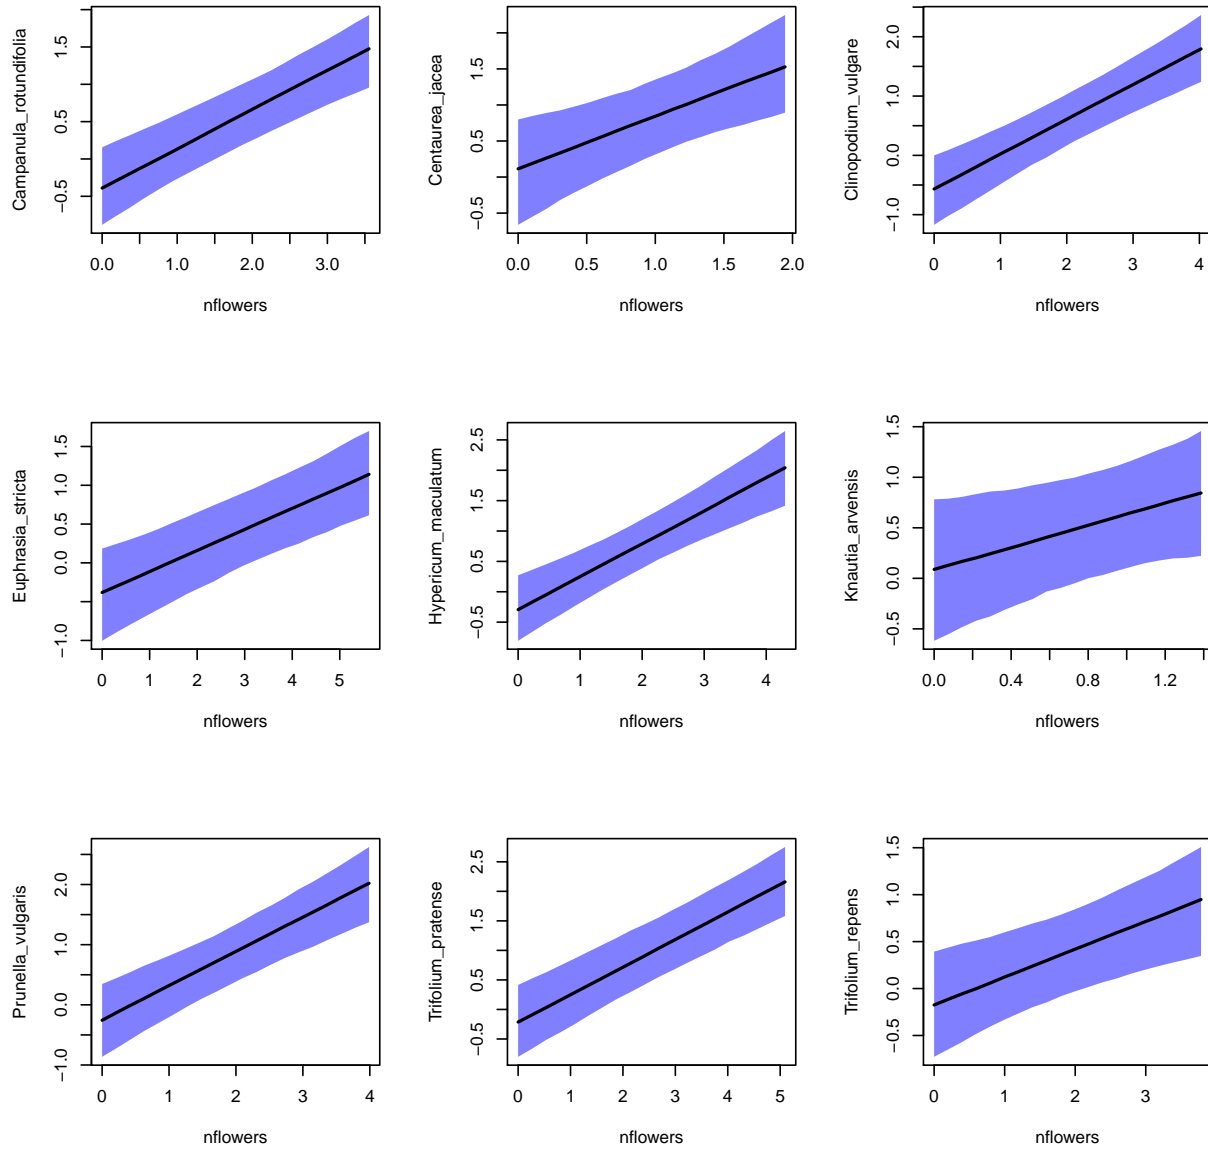 Campanula_rotundifolia
−0.5 0.5 1.5
0.0 1.0 2.0 3.0
nflowers
Centaurea_jacea
−0.5 0.5 1.5
0.0 0.5 1.0 1.5 2.0
nflowers
Clinopodium_vulgare
−1.0 0.0 1.0 2.0
0 1 2 3 4
nflowers
Euphrasia_stricta
−1.0 0.0 0.5 1.0 1.5
0 1 2 3 4 5
nflowers
Hypericum_maculatum
−0.5 0.5 1.5 2.5
0 1 2 3 4
nflowers
Knautia_arvensis
−0.5 0.0 0.5 1.0 1.5
0.0 0.4 0.8 1.2
nflowers
Prunella_vulgaris
−1.0 0.0 1.0 2.0
0 1 2 3 4
nflowers
Trifolium_pratense
−0.5 0.5 1.5 2.5
0 1 2 3 4 5
nflowers
Trifolium_repens
−0.5 0.0 0.5 1.0 1.5
0 1 2 3
nflowers